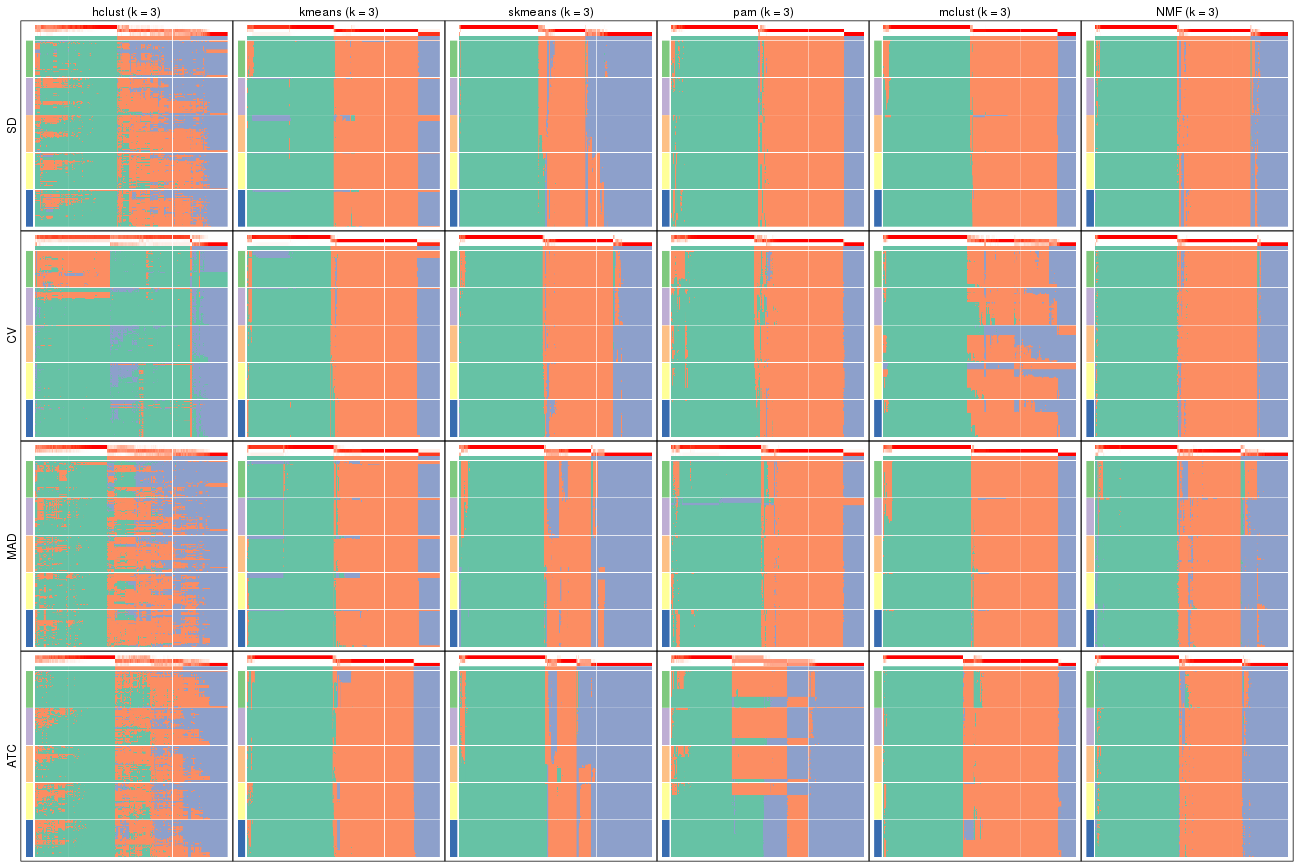 hclust (k = 3)
kmeans (k = 3)
skmeans (k = 3)
pam (k = 3)
mclust (k = 3)
NMF (k = 3)
SD
CV
MAD
ATC